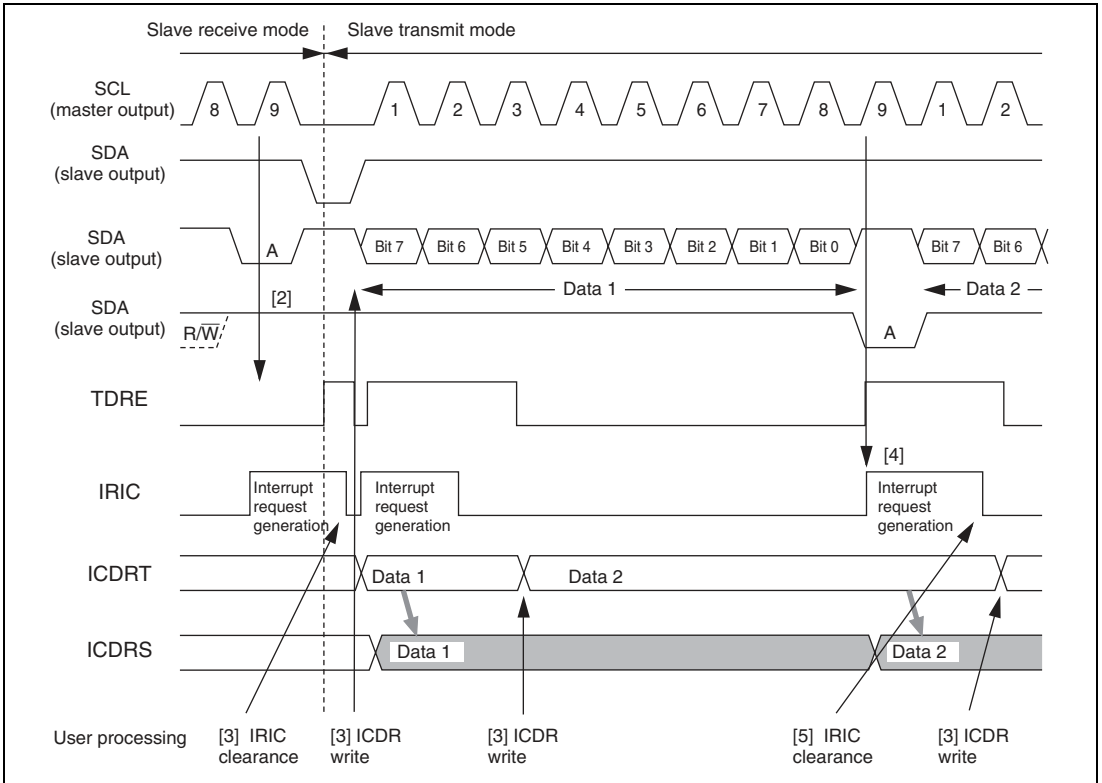 Slave receive mode Slave transmit mode
SCL
(master output)
8 9 1 2 3 4 5 6 7 8 9 1 2
SDA
(slave output)
SDA
(slave output)
A Bit 7 Bit 6 Bit 5 Bit 4 Bit 3 Bit 2 Bit 1 Bit 0 Bit 7 Bit 6
[2] Data 1 Data 2
SDA
(slave output)
R/W A
TDRE
[4]
IRIC
Interrupt
request
generation
Interrupt
request
generation
Interrupt
request
generation
ICDRT
Data 1 Data 2
ICDRS
Data 1 Data 2
User processing
[3] IRIC
clearance
[3] ICDR
write
[3] ICDR
write
[5] IRIC
clearance
[3] ICDR
write